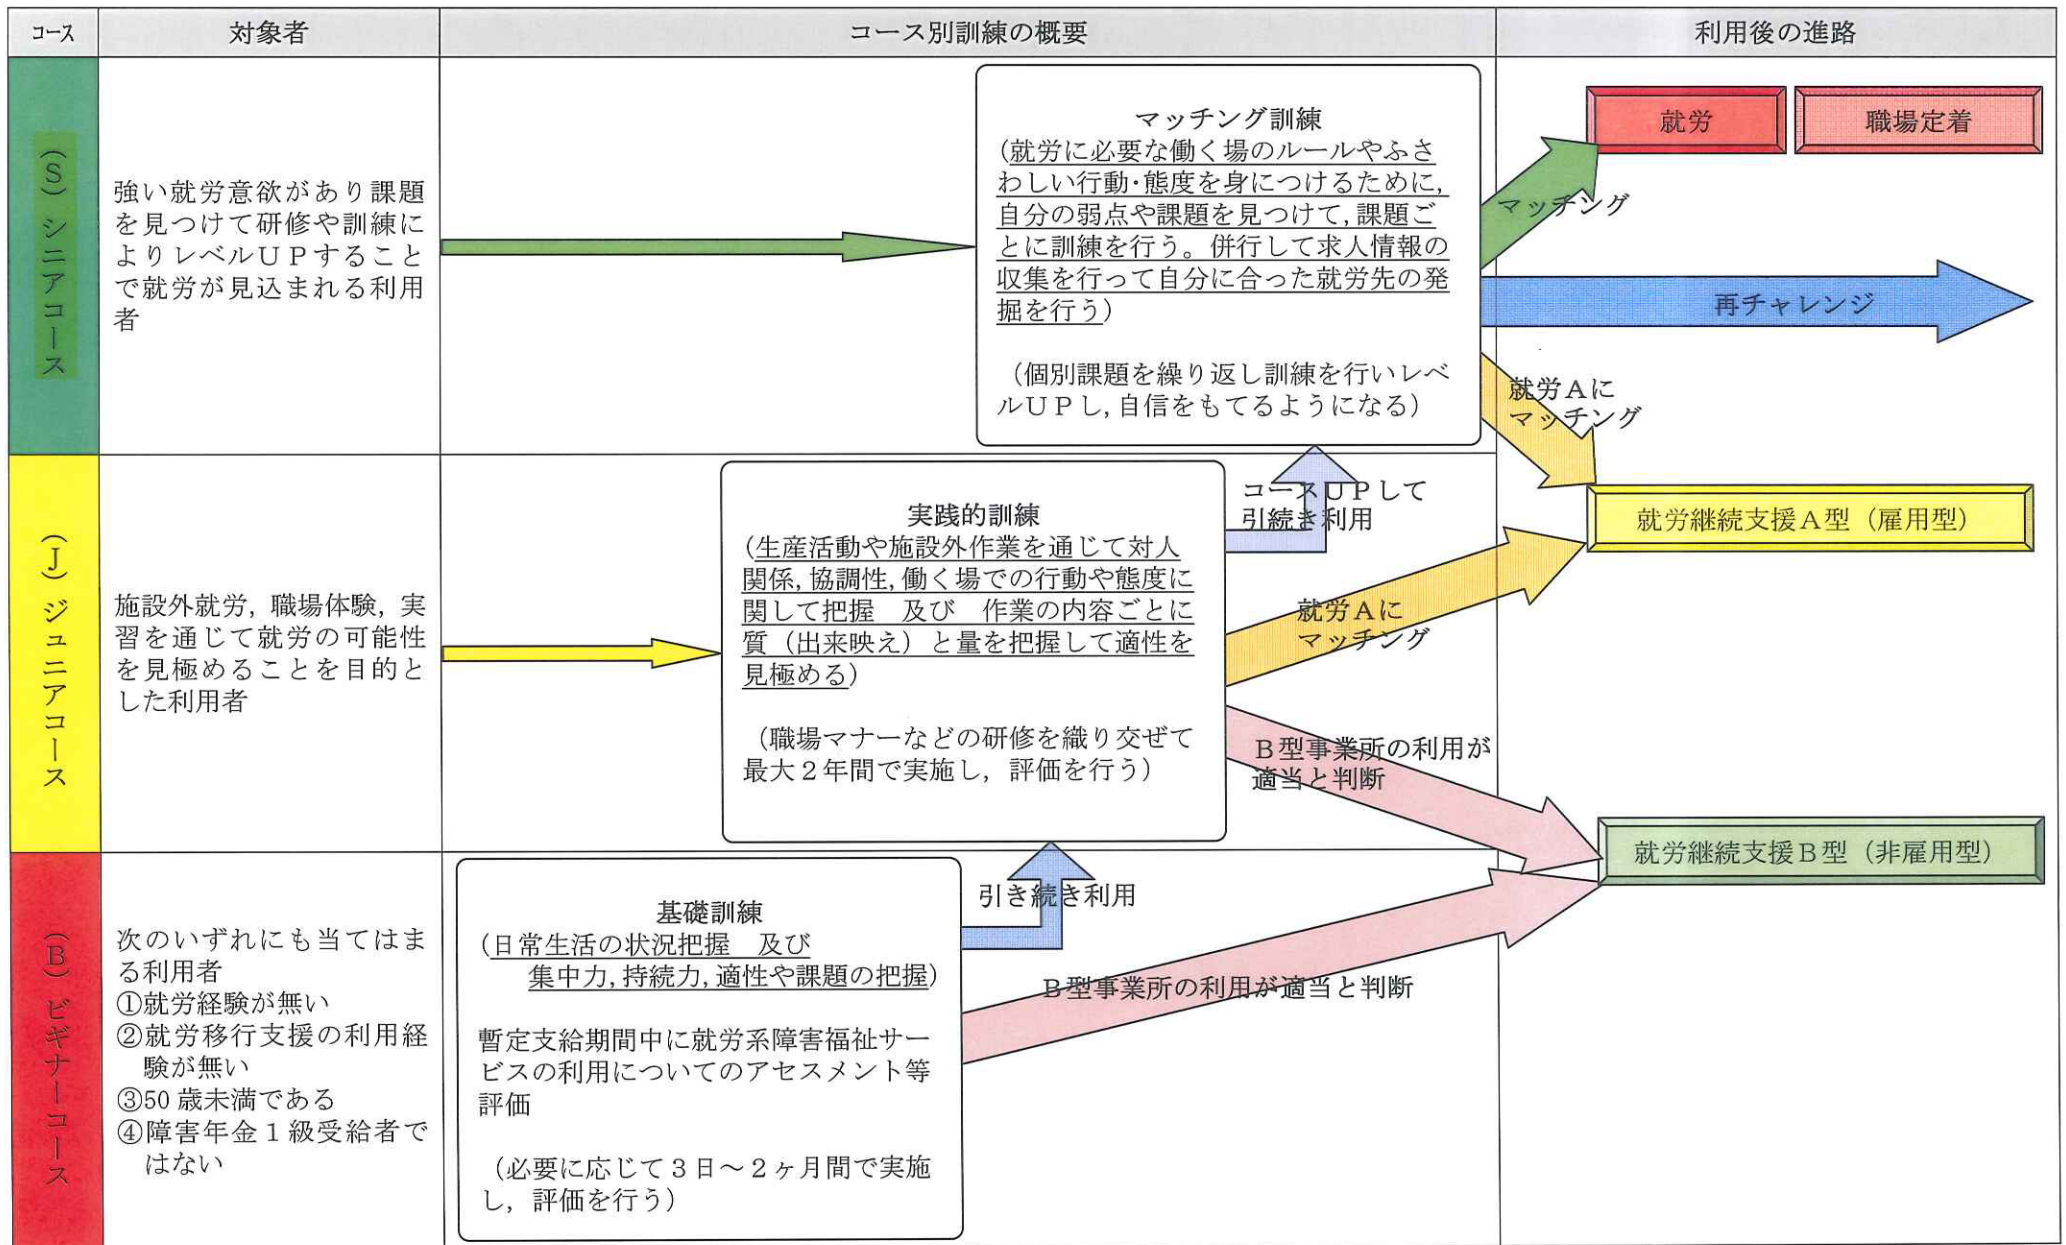 コース
対象者
コース別訓練の概要
利用後の進路
(S) シニアコース
強い就労意欲があり課題
を見つけて研修や訓練に
よりレベルUPすること
で就労が見込まれる利用
者
マッチング訓練
(就労に必要な働く場のルールやふさ
わしい行動・態度を身につけるために,
自分の弱点や課題を見つけて,課題ご
とに訓練を行う。併行して求人情報の
収集を行って自分に合った就労先の発
掘を行う)
(個別課題を繰り返し訓練を行いレベ
ルUPし,自信をもてるようになる)
マッチング
就労
職場定着
再チャレンジ
就労Aに
マッチング
(J) ジュニアコース
施設外就労,職場体験,実
習を通じて就労の可能性
を見極めることを目的と
した利用者
実践的訓練
(生産活動や施設外作業を通じて対人
関係,協調性,働く場での行動や態度に
関して把握 及び 作業の内容ごとに
質(出来映え)と量を把握して適性を
見極める)
(職場マナーなどの研修を織り交ぜて
最大2年間で実施し,評価を行う)
コースUPして
引続き利用
就労Aに
マッチング
就労継続支援A型(雇用型)
B型事業所の利用が
適当と判断
就労継続支援B型(非雇用型)
(B) ビギナーコース
次のいずれにも当てはま
る利用者
①就労経験が無い
②就労移行支援の利用経
験が無い
③50歳未満である
④障害年金1級受給者で
はない
基礎訓練
(日常生活の状況把握 及び
集中力,持続力,適性や課題の把握)
暫定支給期間中に就労系障害福祉サー
ビスの利用についてのアセスメント等
評価
(必要に応じて3日～2ヶ月間で実施
し,評価を行う)
引き続き利用
B型事業所の利用が適当と判断